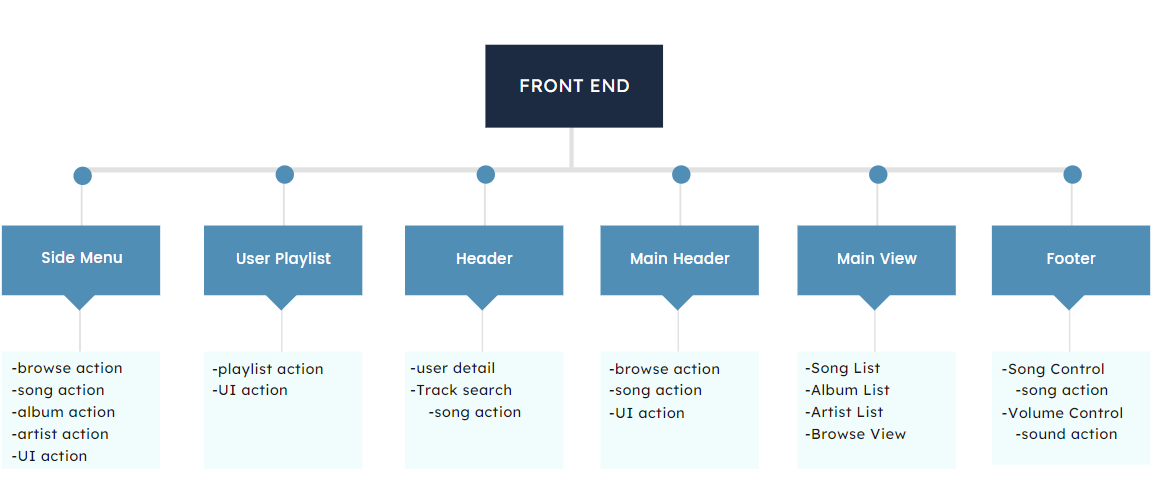 FRONT END
Side Menu
-browse action
-song action
-album action
-artist action
-UI action
User Playlist
-playlist action
-UI action
Header
-user detail
-Track search
-song action
Main Header
-browse action
-song action
-UI action
Main View
-Song List
-Album List
-Artist List
-Browse View
Footer
-Song Control
-song action
-Volume Control
-sound action